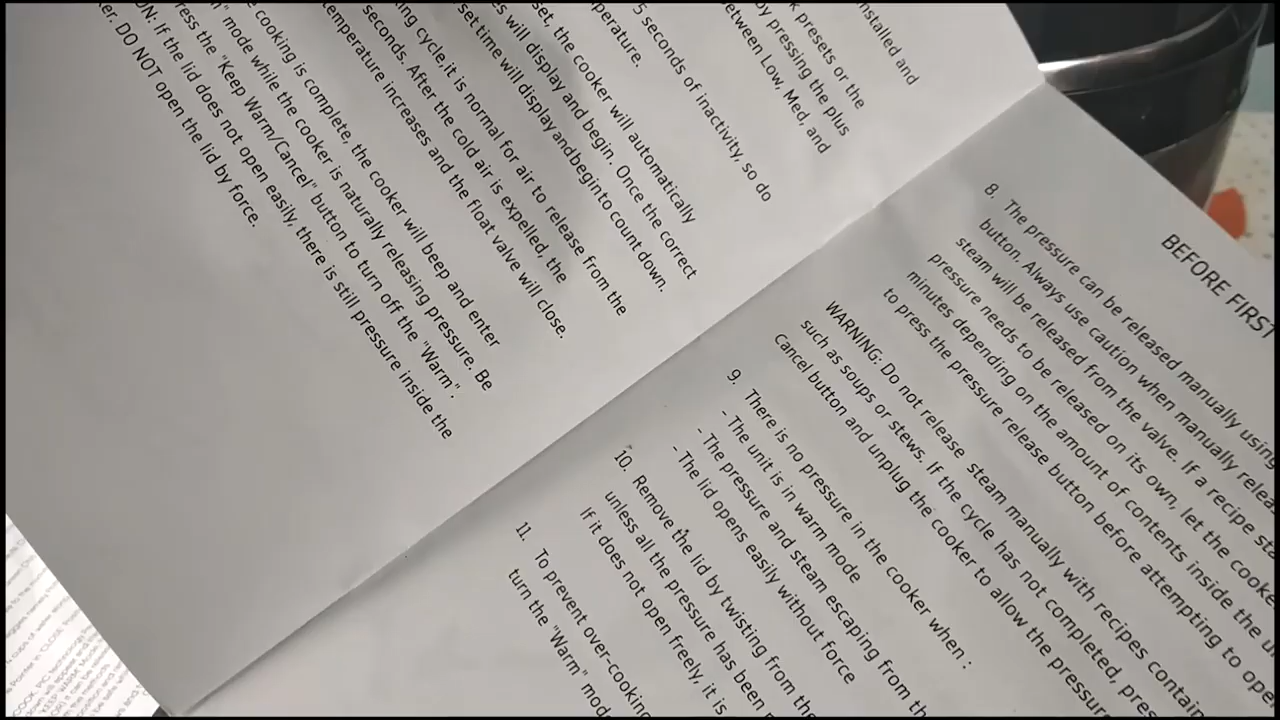 nstalled and
k presets or the
by pressing the plus
etween Low, Med, and
5 seconds of inactivity, so do
perature.
set, the cooker will automatically
es will display and begin. Once the correct
set time will display and begin to count down.
ing cycle, it is normal for air to release from the
seconds. After the cold air is expelled, the
temperature increases and the float valve will close.
cooking is complete, the cooker will beep and enter
" mode while the cooker is naturally releasing pressure. Be
ress the "Keep Warm/Cancel" button to turn off the "Warm".
ON: If the lid does not open easily, there is still pressure inside the
er. DO NOT open the lid by force.
BEFORE FIRST
8. The pressure can be released manually using
button. Always use caution when manually releas
steam will be released from the valve. If a recipe sta
pressure needs to be released on its own, let the cooke
minutes depending on the amount of contents inside the u
to press the pressure release button before attempting to ope
WARNING: Do not release steam manually with recipes contain
such as soups or stews. If the cycle has not completed, pres
Cancel button and unplug the cooker to allow the pressur
9. There is no pressure in the cooker when :
- The unit is in warm mode
- The pressure and steam escaping from th
- The lid opens easily without force
10. Remove the lid by twisting from the
unless all the pressure has been r
If it does not open freely, it is
11. To prevent over-cooking
turn the "Warm" mod